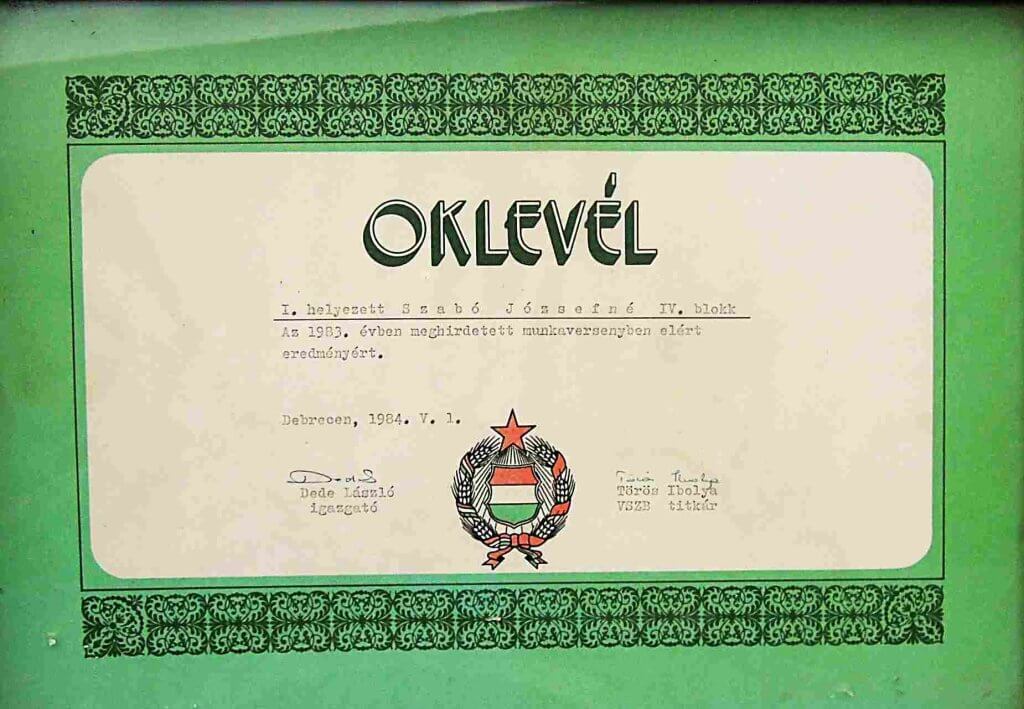 OKLEVÉL
I. helyezett Szabó Józsefné IV. blokk
Az 1983. évben meghirdetett munkaversenyben elért
eredményért.
Debrecen, 1984. V. 1.
Dede László
igazgató
Törös Ibolya
VSZB titkár